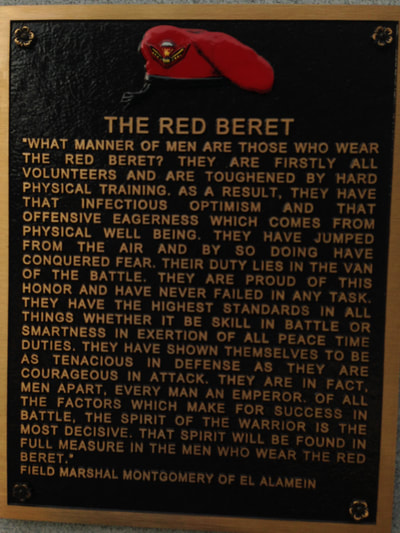 THE RED BERET
"WHAT MANNER OF MEN ARE THOSE WHO WEAR
THE RED BERET? THEY ARE FIRSTLY ALL
VOLUNTEERS AND ARE TOUGHENED BY HARD
PHYSICAL TRAINING. AS A RESULT, THEY HAVE
THAT INFECTIOUS OPTIMISM AND THAT
OFFENSIVE EAGERNESS WHICH COMES FROM
PHYSICAL WELL BEING. THEY HAVE JUMPED
FROM THE AIR AND BY SO DOING HAVE
CONQUERED FEAR. THEIR DUTY LIES IN THE VAN
OF THE BATTLE. THEY ARE PROUD OF THIS
HONOR AND HAVE NEVER FAILED IN ANY TASK.
THEY HAVE THE HIGHEST STANDARDS IN ALL
THINGS WHETHER IT BE SKILL IN BATTLE OR
SMARTNESS IN EXERTION OF ALL PEACE TIME
DUTIES. THEY HAVE SHOWN THEMSELVES TO BE
AS TENACIOUS IN DEFENSE AS THEY ARE
COURAGEOUS IN ATTACK. THEY ARE IN FACT,
MEN APART, EVERY MAN AN EMPEROR. OF ALL
THE FACTORS WHICH MAKE FOR SUCCESS IN
BATTLE, THE SPIRIT OF THE WARRIOR IS THE
MOST DECISIVE. THAT SPIRIT WILL BE FOUND IN
FULL MEASURE IN THE MEN WHO WEAR THE RED
BERET."
FIELD MARSHAL MONTGOMERY OF EL ALAMEIN